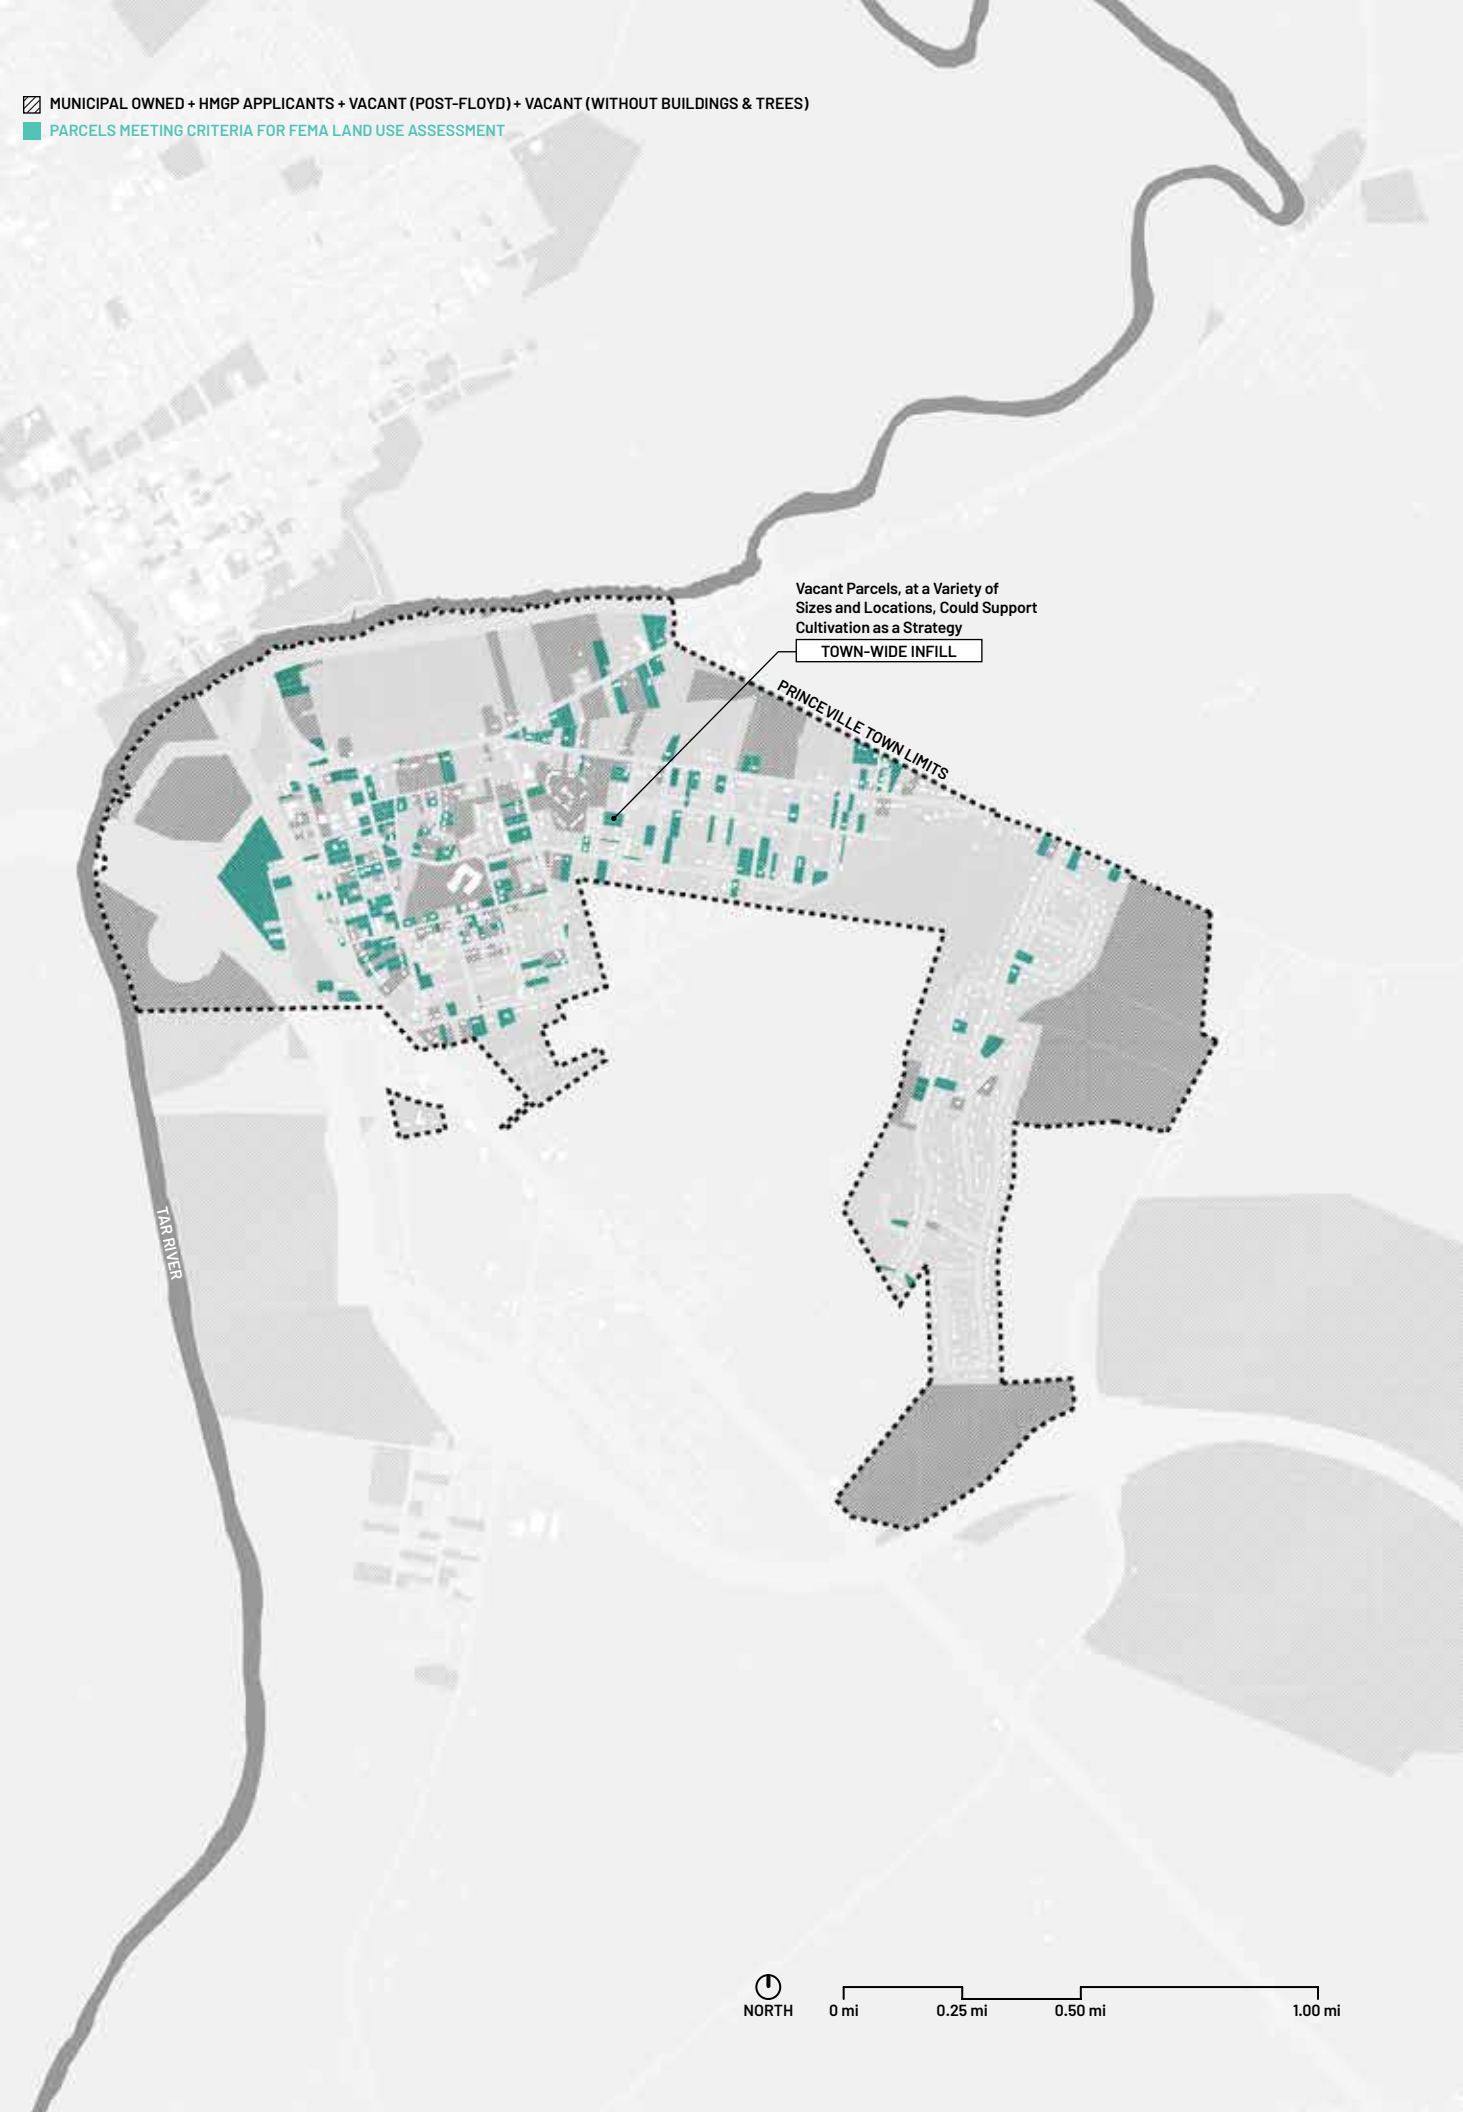 MUNICIPAL OWNED + HMGP APPLICANTS + VACANT (POST-FLOYD) + VACANT (WITHOUT BUILDINGS & TREES)
PARCELS MEETING CRITERIA FOR FEMA LAND USE ASSESSMENT
Vacant Parcels, at a Variety of
Sizes and Locations, Could Support
Cultivation as a Strategy
TOWN-WIDE INFILL
PRINCEVILLE TOWN LIMITS
TAR RIVER
NORTH
0 mi
0.25 mi
0.50 mi
1.00 mi